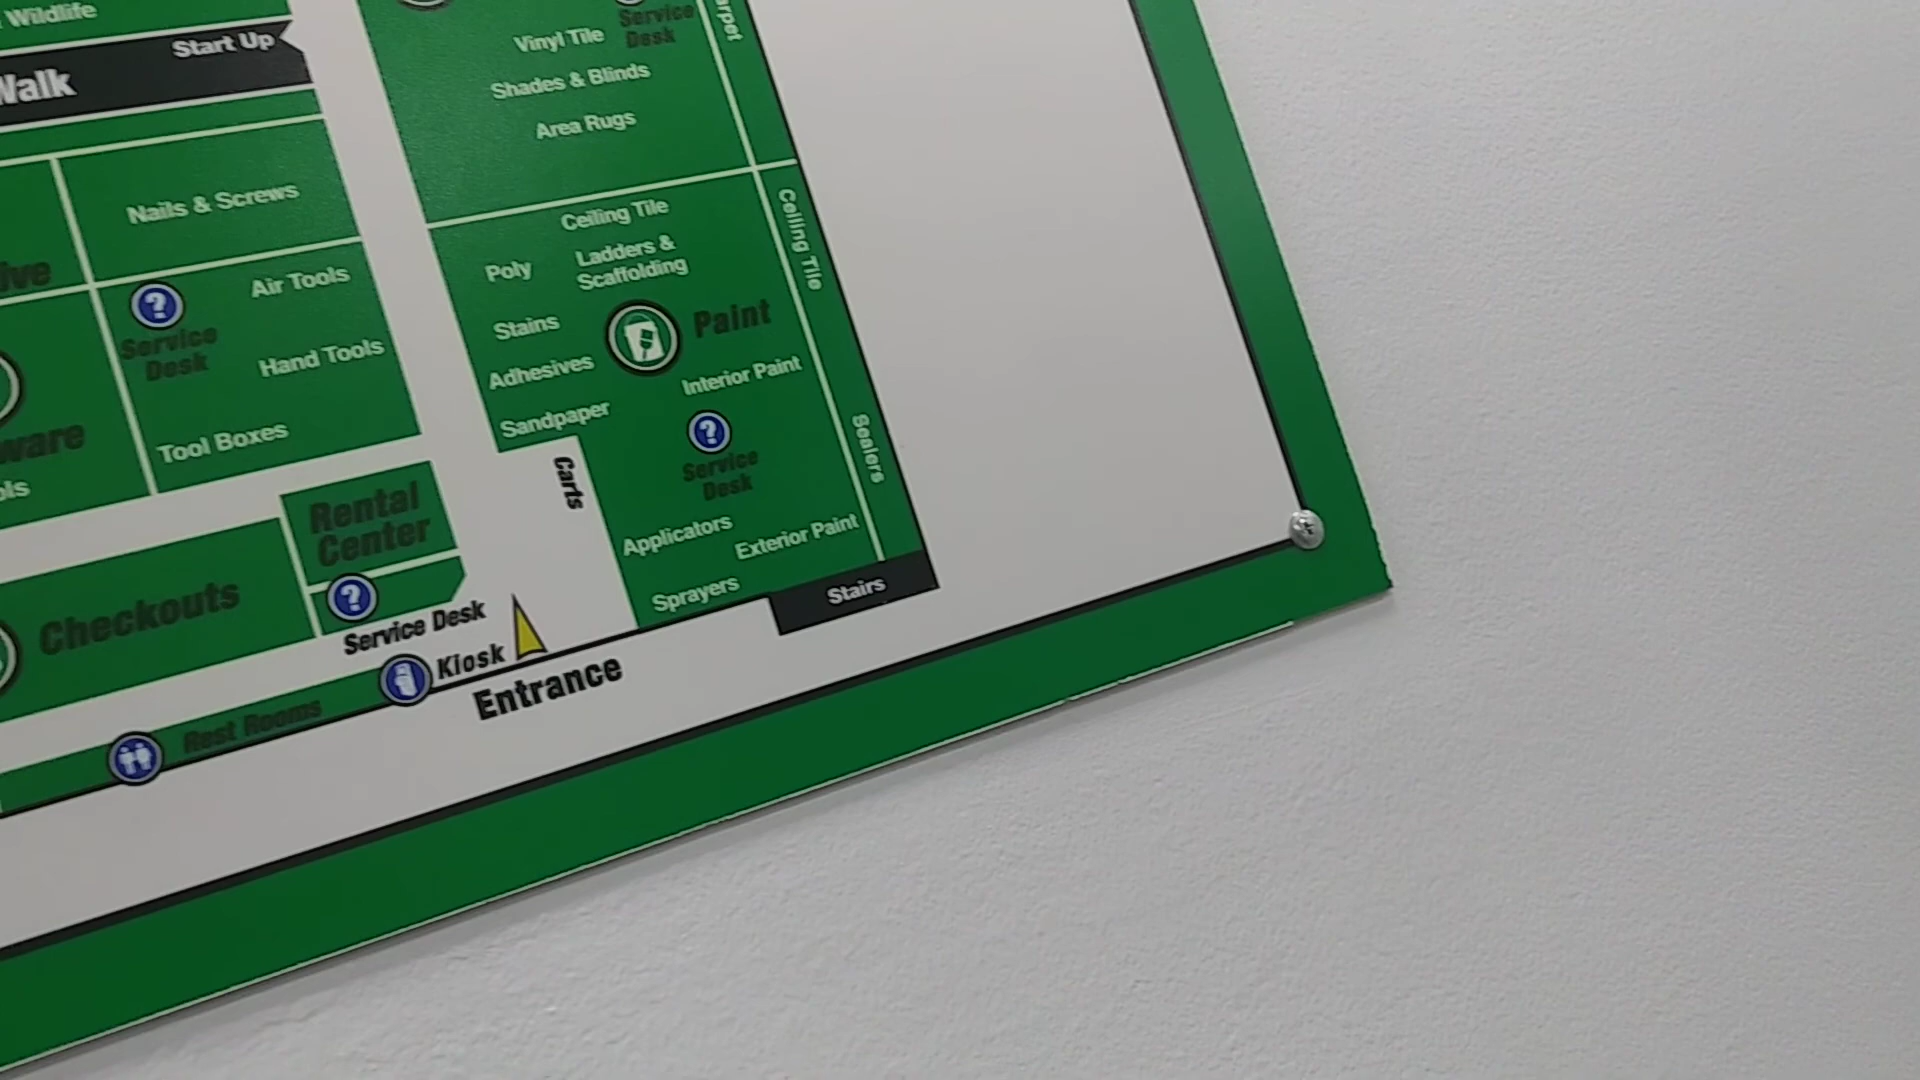 Wildlife
Start Up
Walk
Nails & Screws
Air Tools
Service
Desk
Hand Tools
Tool Boxes
Service
Desk
Vinyl Tile
Shades & Blinds
Area Rugs
Ceiling Tile
Poly
Ladders &
Scaffolding
Stains
Paint
Adhesives
Interior Paint
Sandpaper
Service
Desk
Carts
Applicators
Exterior Paint
Sprayers
Stairs
Ceiling Tile
Sealers
Rental
Center
Checkouts
Service Desk
Kiosk
Entrance
Rest Rooms